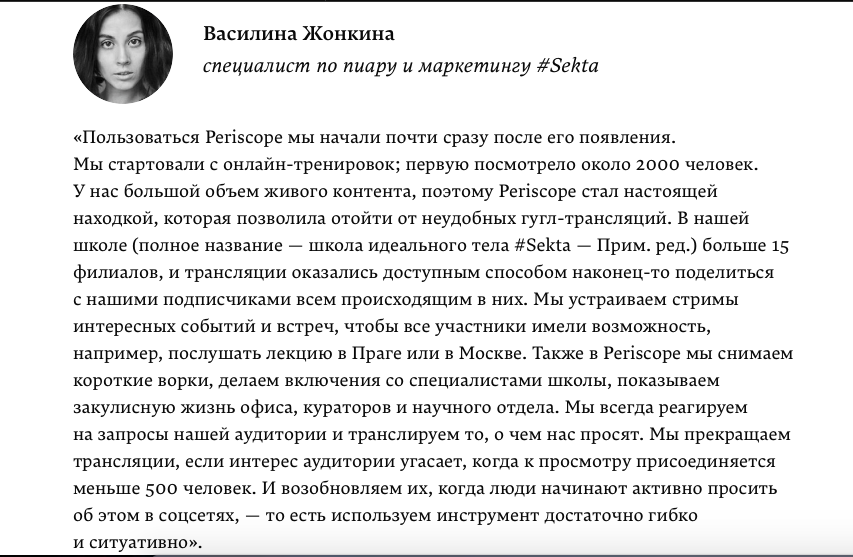 Василина Жонкина
специалист по пиару и маркетингу #Sekta
«Пользоваться Periscope мы начали почти сразу после его появления.
Мы стартовали с онлайн-тренировок; первую посмотрело около 2000 человек.
У нас большой объем живого контента, поэтому Periscope стал настоящей
находкой, которая позволила отойти от неудобных гугл-трансляций. В нашей
школе (полное название — школа идеального тела #Sekta — Прим. ред.) больше 15
филиалов, и трансляции оказались доступным способом наконец-то поделиться
с нашими подписчиками всем происходящим в них. Мы устраиваем стримы
интересных событий и встреч, чтобы все участники имели возможность,
например, послушать лекцию в Праге или в Москве. Также в Periscope мы снимаем
короткие ворки, делаем включения со специалистами школы, показываем
закулисную жизнь офиса, кураторов и научного отдела. Мы всегда реагируем
на запросы нашей аудитории и транслируем то, о чем нас просят. Мы прекращаем
трансляции, если интерес аудитории угасает, когда к просмотру присоединяется
меньше 500 человек. И возобновляем их, когда люди начинают активно просить
об этом в соцсетях, — то есть используем инструмент достаточно гибко
и ситуативно».